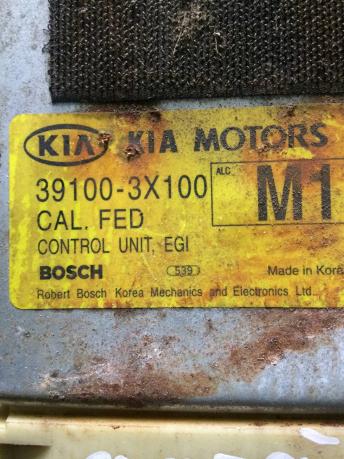 KIA KIA MOTORS
39100-3X100
ALC
M1
CAL. FED
CONTROL UNIT, EGI
BOSCH 539 Made in Kore
Robert Bosch Korea Mechanics and Electronics Ltd.